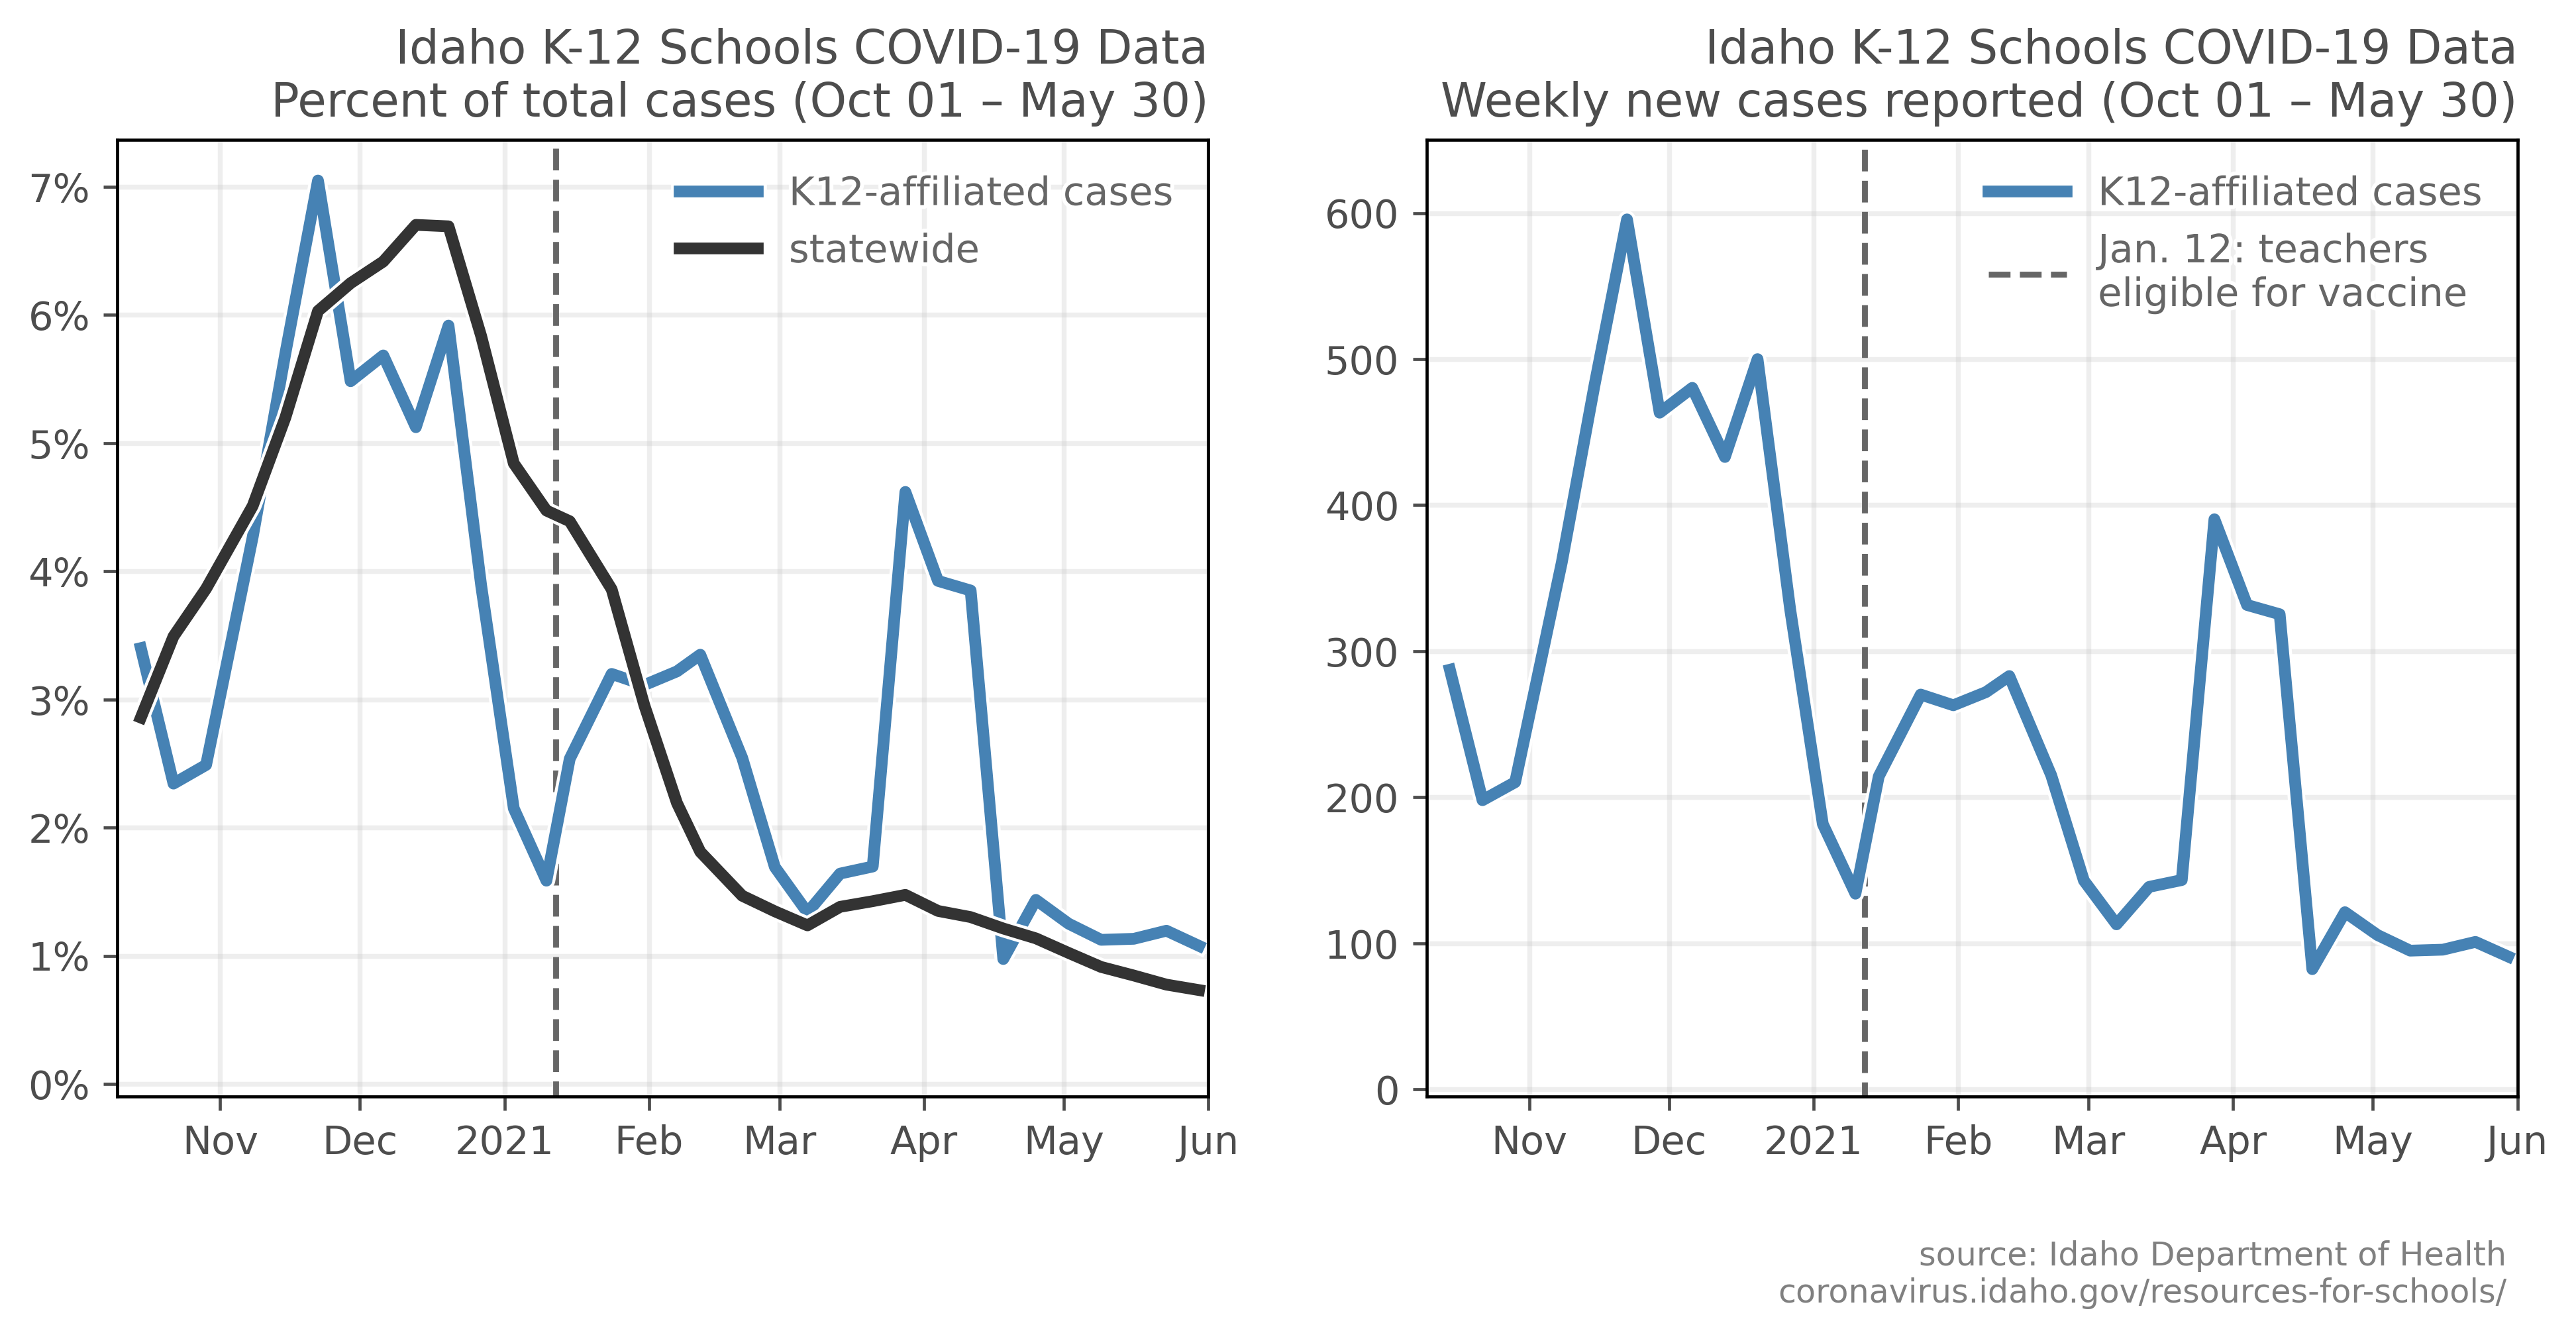 Idaho K-12 Schools COVID-19 Data
Percent of total cases (Oct 01 – May 30)
7%
6%
5%
4%
3%
2%
1%
0%
K12-affiliated cases
statewide
Nov Dec 2021 Feb Mar Apr May Jun
Idaho K-12 Schools COVID-19 Data
Weekly new cases reported (Oct 01 – May 30)
600
500
400
300
200
100
0
K12-affiliated cases
Jan. 12: teachers
eligible for vaccine
Nov Dec 2021 Feb Mar Apr May Jun
source: Idaho Department of Health
coronavirus.idaho.gov/resources-for-schools/